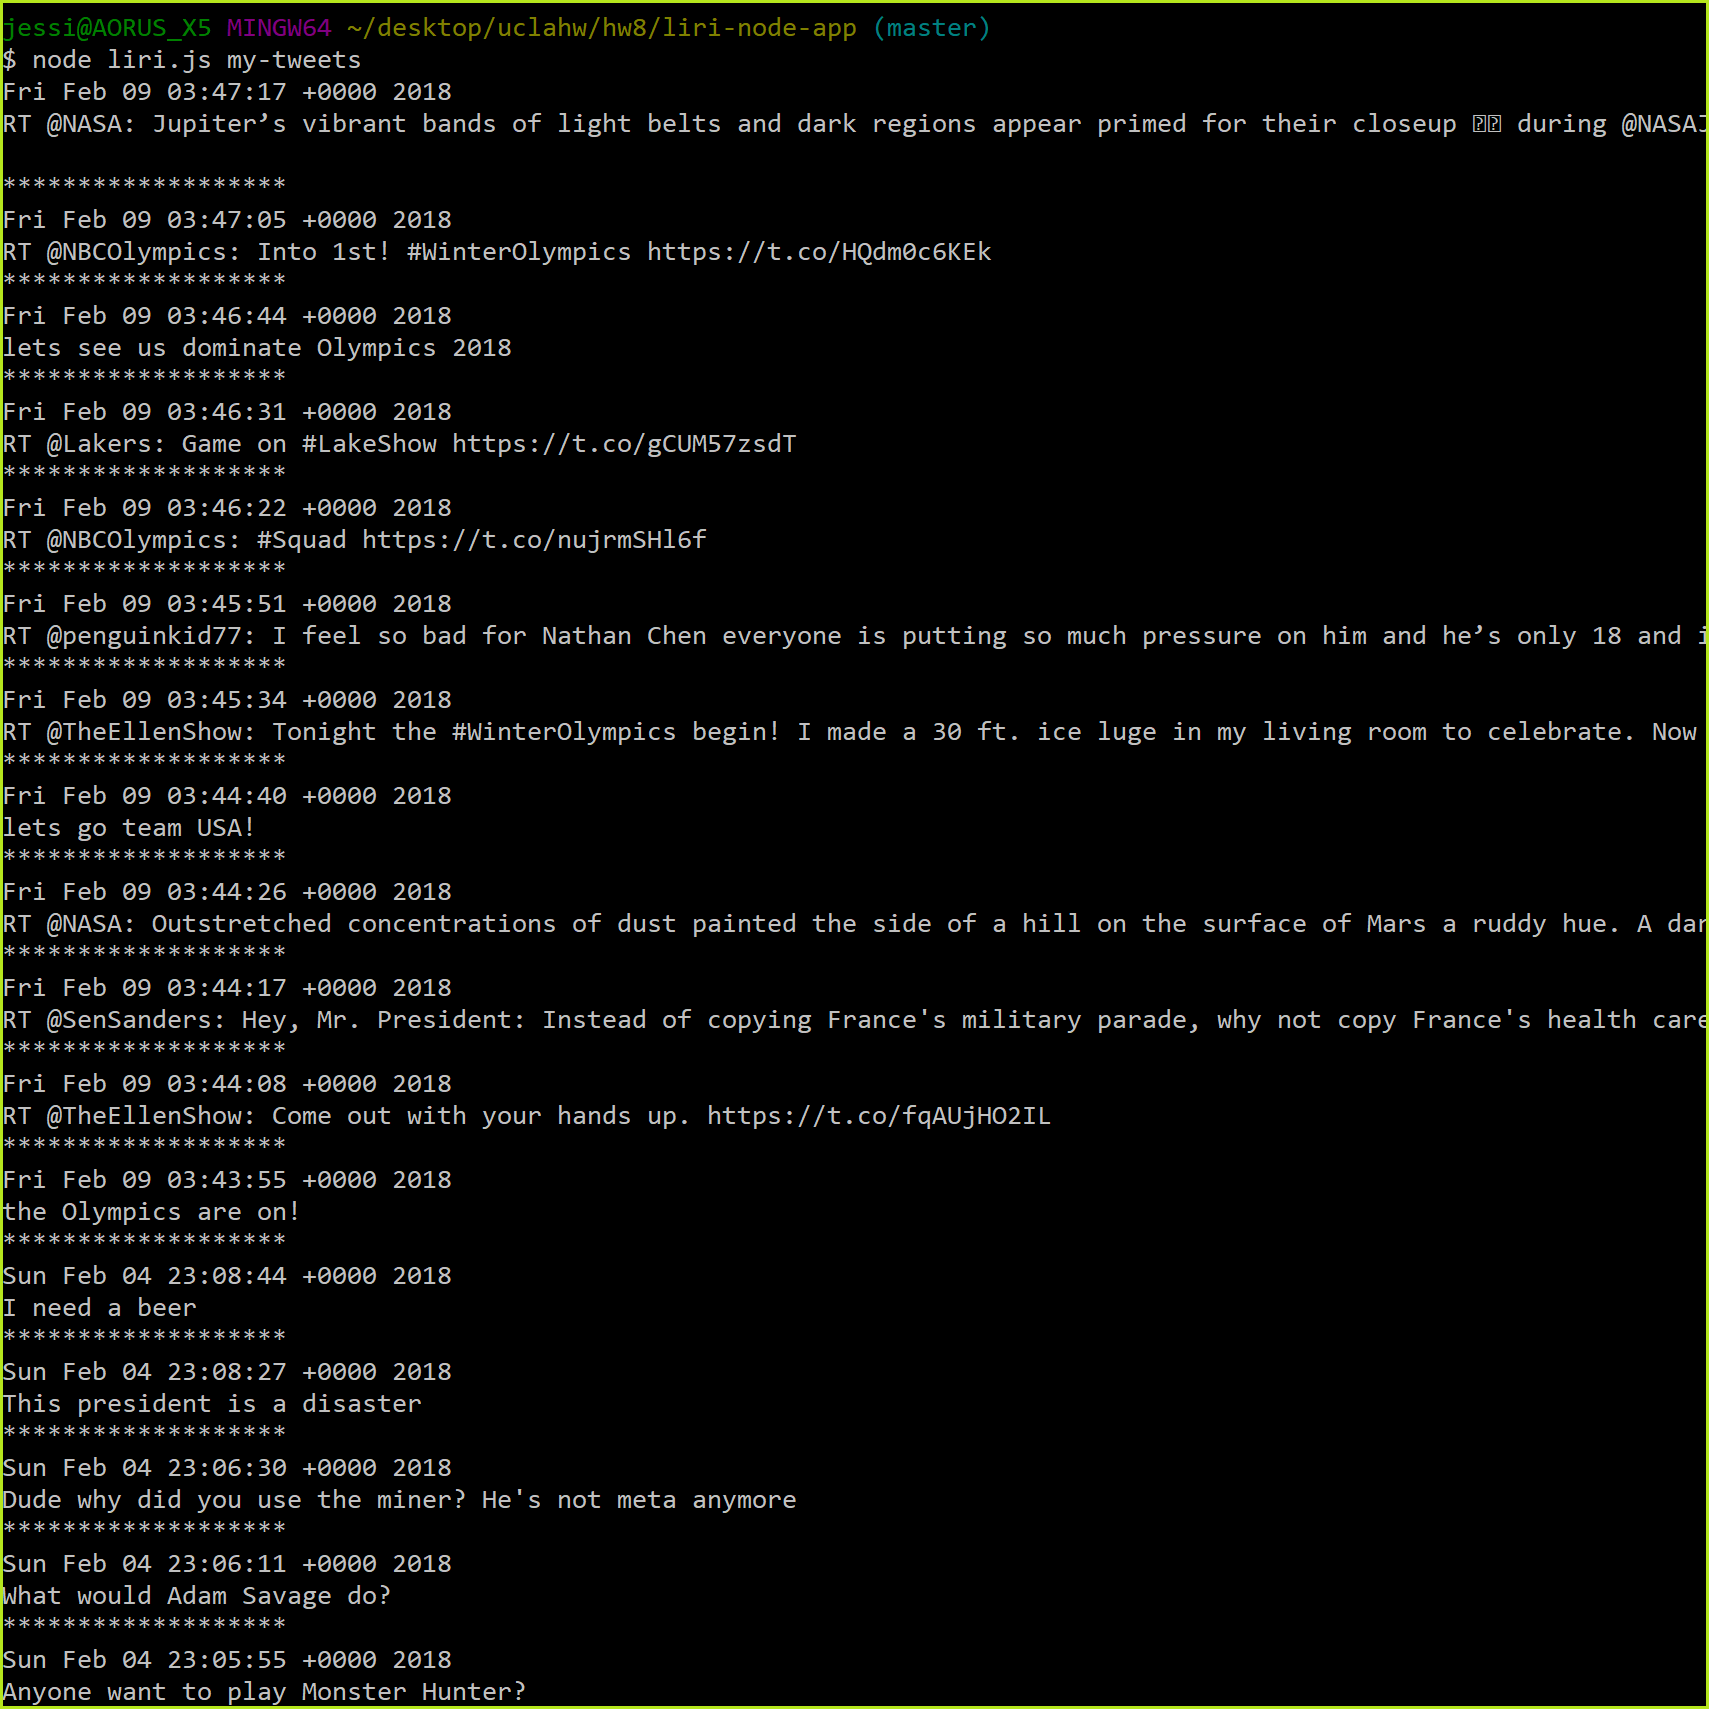 jessi@AORUS_X5 MINGW64 ~/desktop/uclahw/hw8/liri-node-app (master)
$ node liri.js my-tweets
Fri Feb 09 03:47:17 +0000 2018
RT @NASA: Jupiter’s vibrant bands of light belts and dark regions appear primed for their closeup during @NASAJ
*******************
Fri Feb 09 03:47:05 +0000 2018
RT @NBCOlympics: Into 1st! #WinterOlympics https://t.co/HQdm0c6KEk
*******************
Fri Feb 09 03:46:44 +0000 2018
lets see us dominate Olympics 2018
*******************
Fri Feb 09 03:46:31 +0000 2018
RT @Lakers: Game on #LakeShow https://t.co/gCUM57zsdT
*******************
Fri Feb 09 03:46:22 +0000 2018
RT @NBCOlympics: #Squad https://t.co/nujrmSHl6f
*******************
Fri Feb 09 03:45:51 +0000 2018
RT @penguinkid77: I feel so bad for Nathan Chen everyone is putting so much pressure on him and he’s only 18 and i
*******************
Fri Feb 09 03:45:34 +0000 2018
RT @TheEllenShow: Tonight the #WinterOlympics begin! I made a 30 ft. ice luge in my living room to celebrate. Now
*******************
Fri Feb 09 03:44:40 +0000 2018
lets go team USA!
*******************
Fri Feb 09 03:44:26 +0000 2018
RT @NASA: Outstretched concentrations of dust painted the side of a hill on the surface of Mars a ruddy hue. A dar
*******************
Fri Feb 09 03:44:17 +0000 2018
RT @SenSanders: Hey, Mr. President: Instead of copying France's military parade, why not copy France's health care
*******************
Fri Feb 09 03:44:08 +0000 2018
RT @TheEllenShow: Come out with your hands up. https://t.co/fqAUjHO2IL
*******************
Fri Feb 09 03:43:55 +0000 2018
the Olympics are on!
*******************
Sun Feb 04 23:08:44 +0000 2018
I need a beer
*******************
Sun Feb 04 23:08:27 +0000 2018
This president is a disaster
*******************
Sun Feb 04 23:06:30 +0000 2018
Dude why did you use the miner? He's not meta anymore
*******************
Sun Feb 04 23:06:11 +0000 2018
What would Adam Savage do?
*******************
Sun Feb 04 23:05:55 +0000 2018
Anyone want to play Monster Hunter?